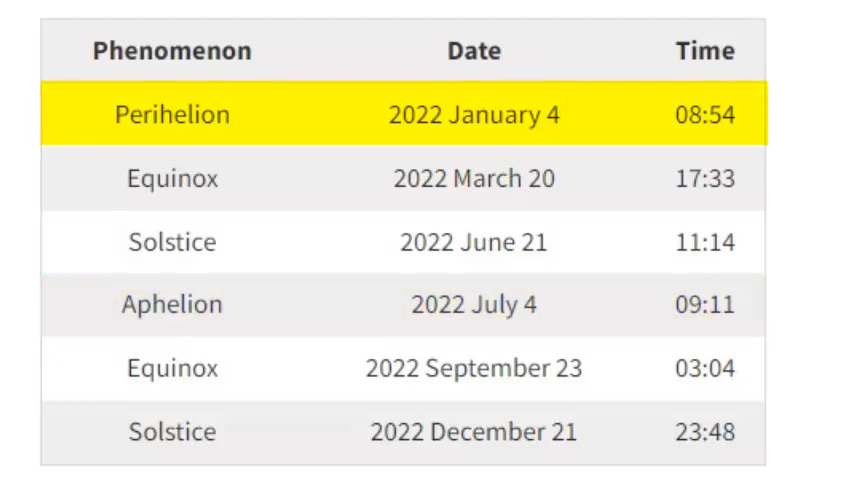 Phenomenon Date Time
Perihelion 2022 January 4 08:54
Equinox 2022 March 20 17:33
Solstice 2022 June 21 11:14
Aphelion 2022 July 4 09:11
Equinox 2022 September 23 03:04
Solstice 2022 December 21 23:48